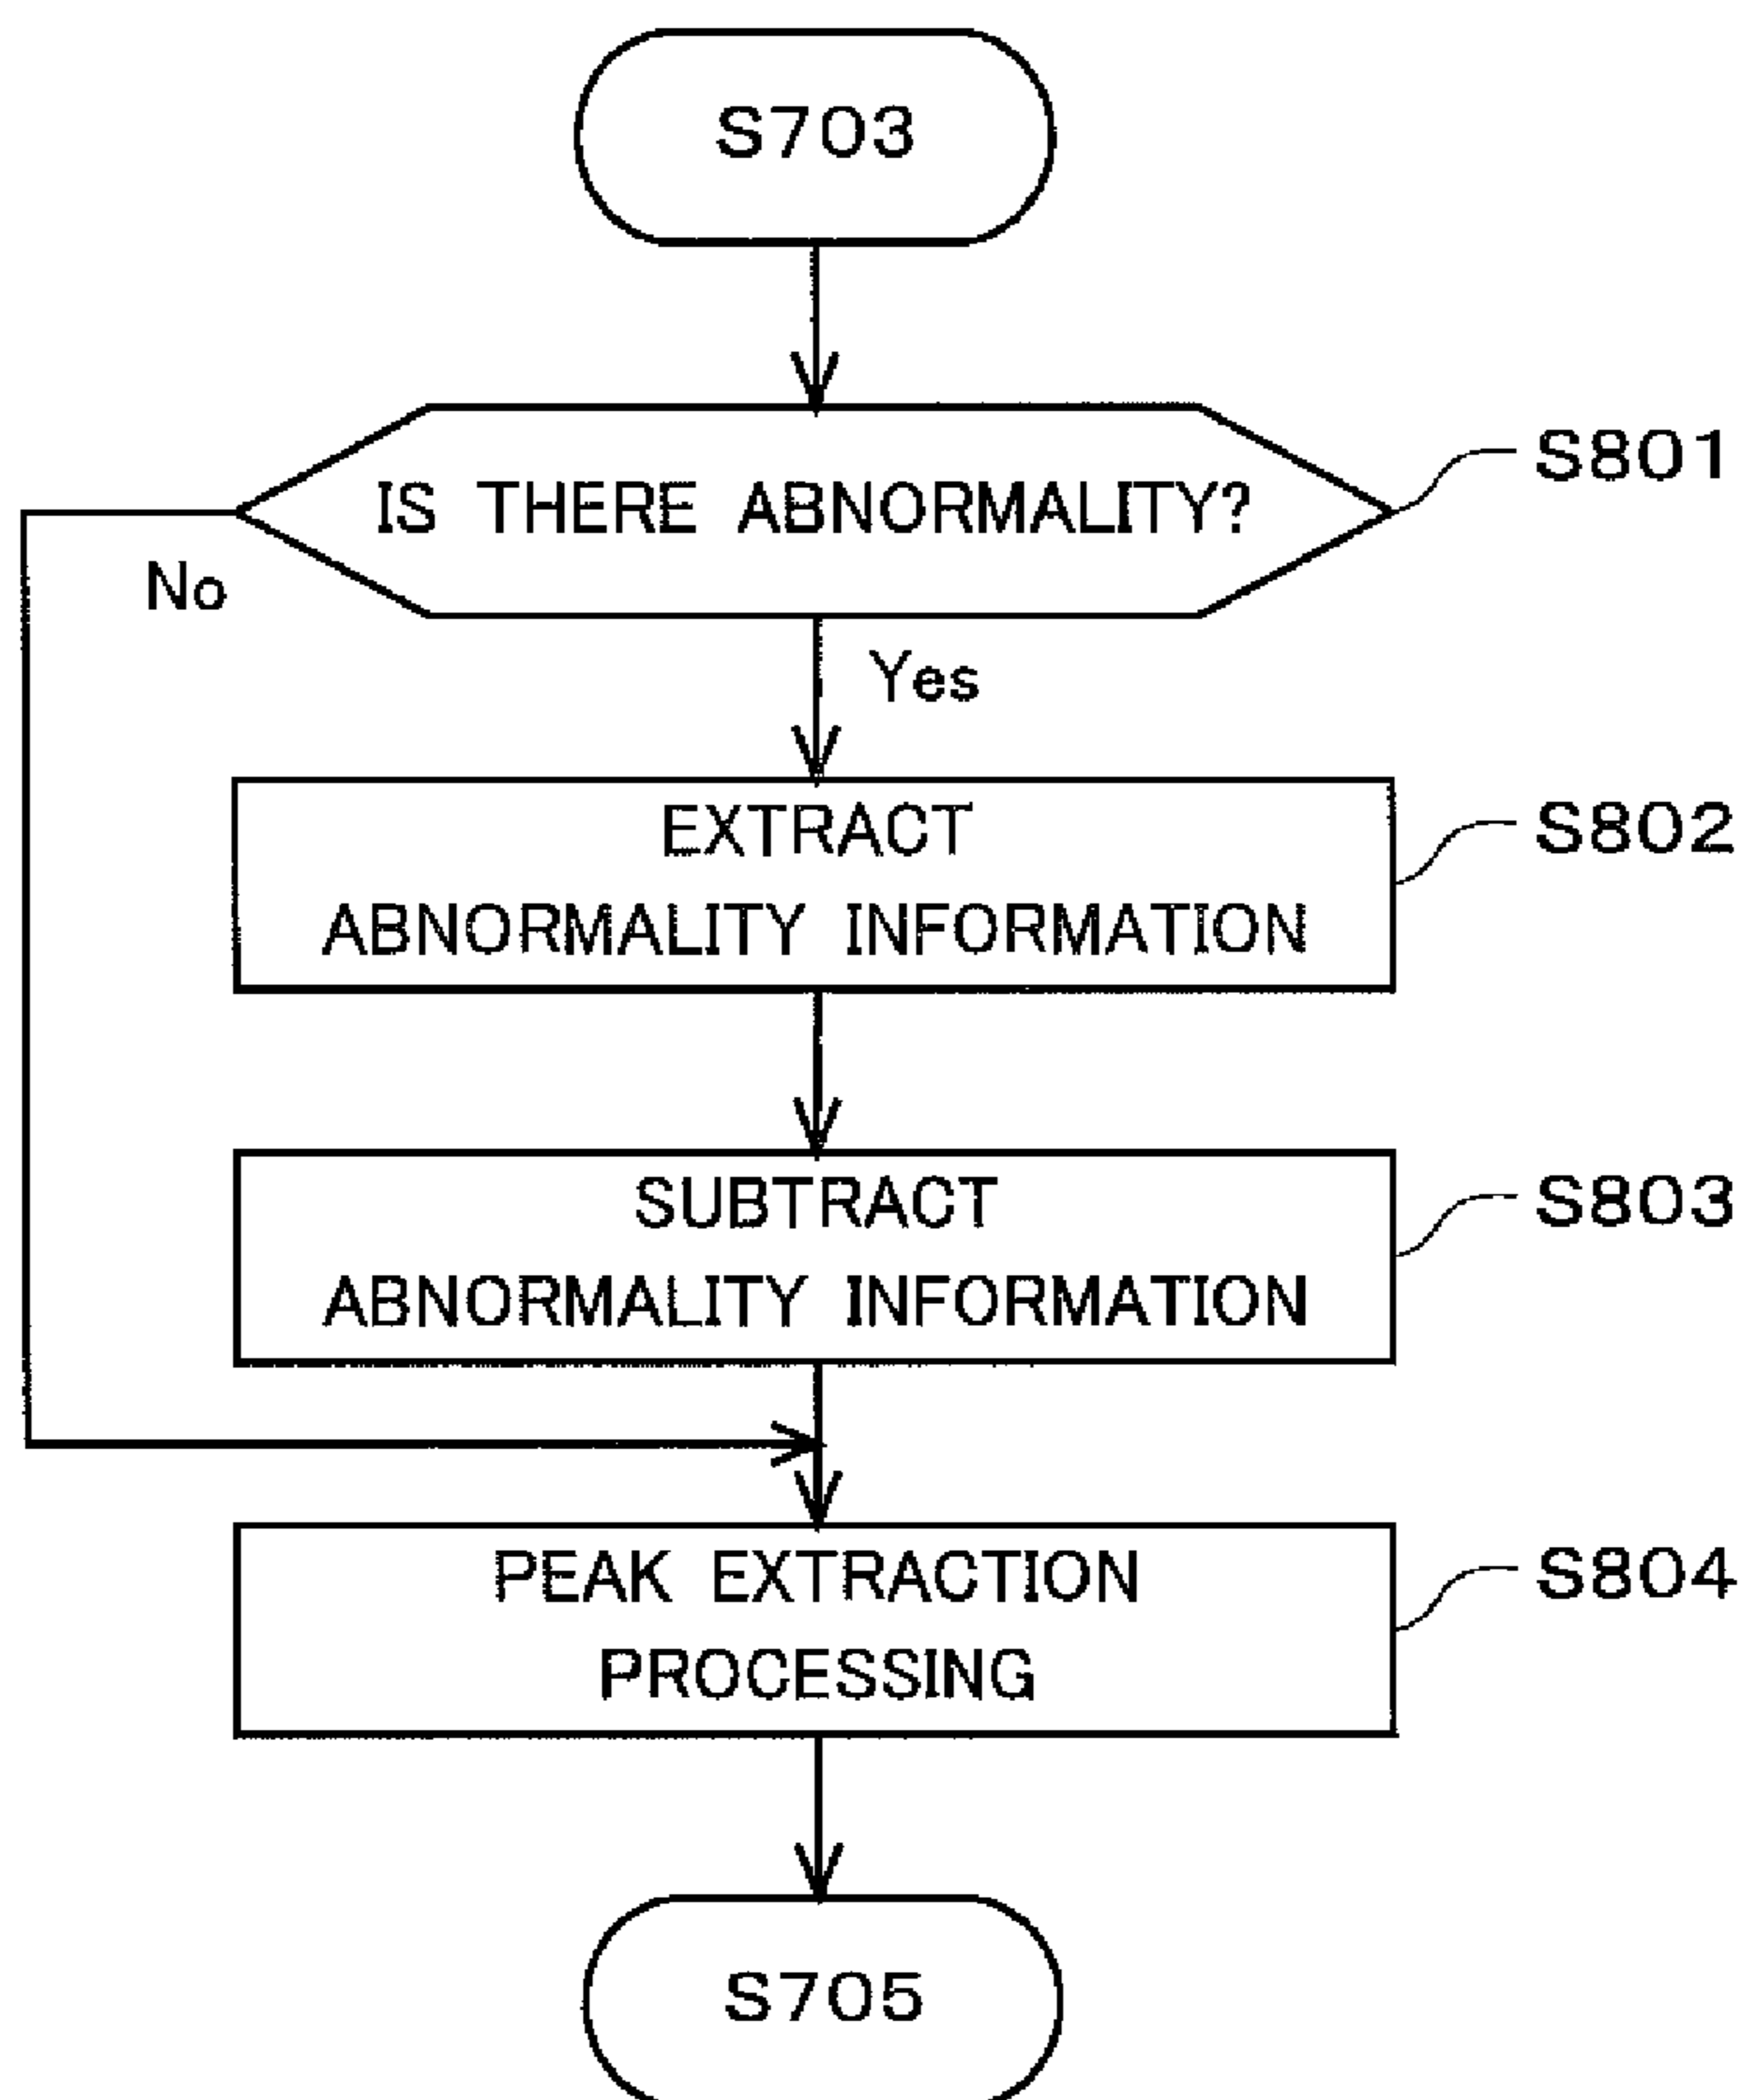 S703
IS THERE ABNORMALITY?
S801
No
Yes
EXTRACT
ABNORMALITY INFORMATION
S802
SUBTRACT
ABNORMALITY INFORMATION
S803
PEAK EXTRACTION
PROCESSING
S804
S705